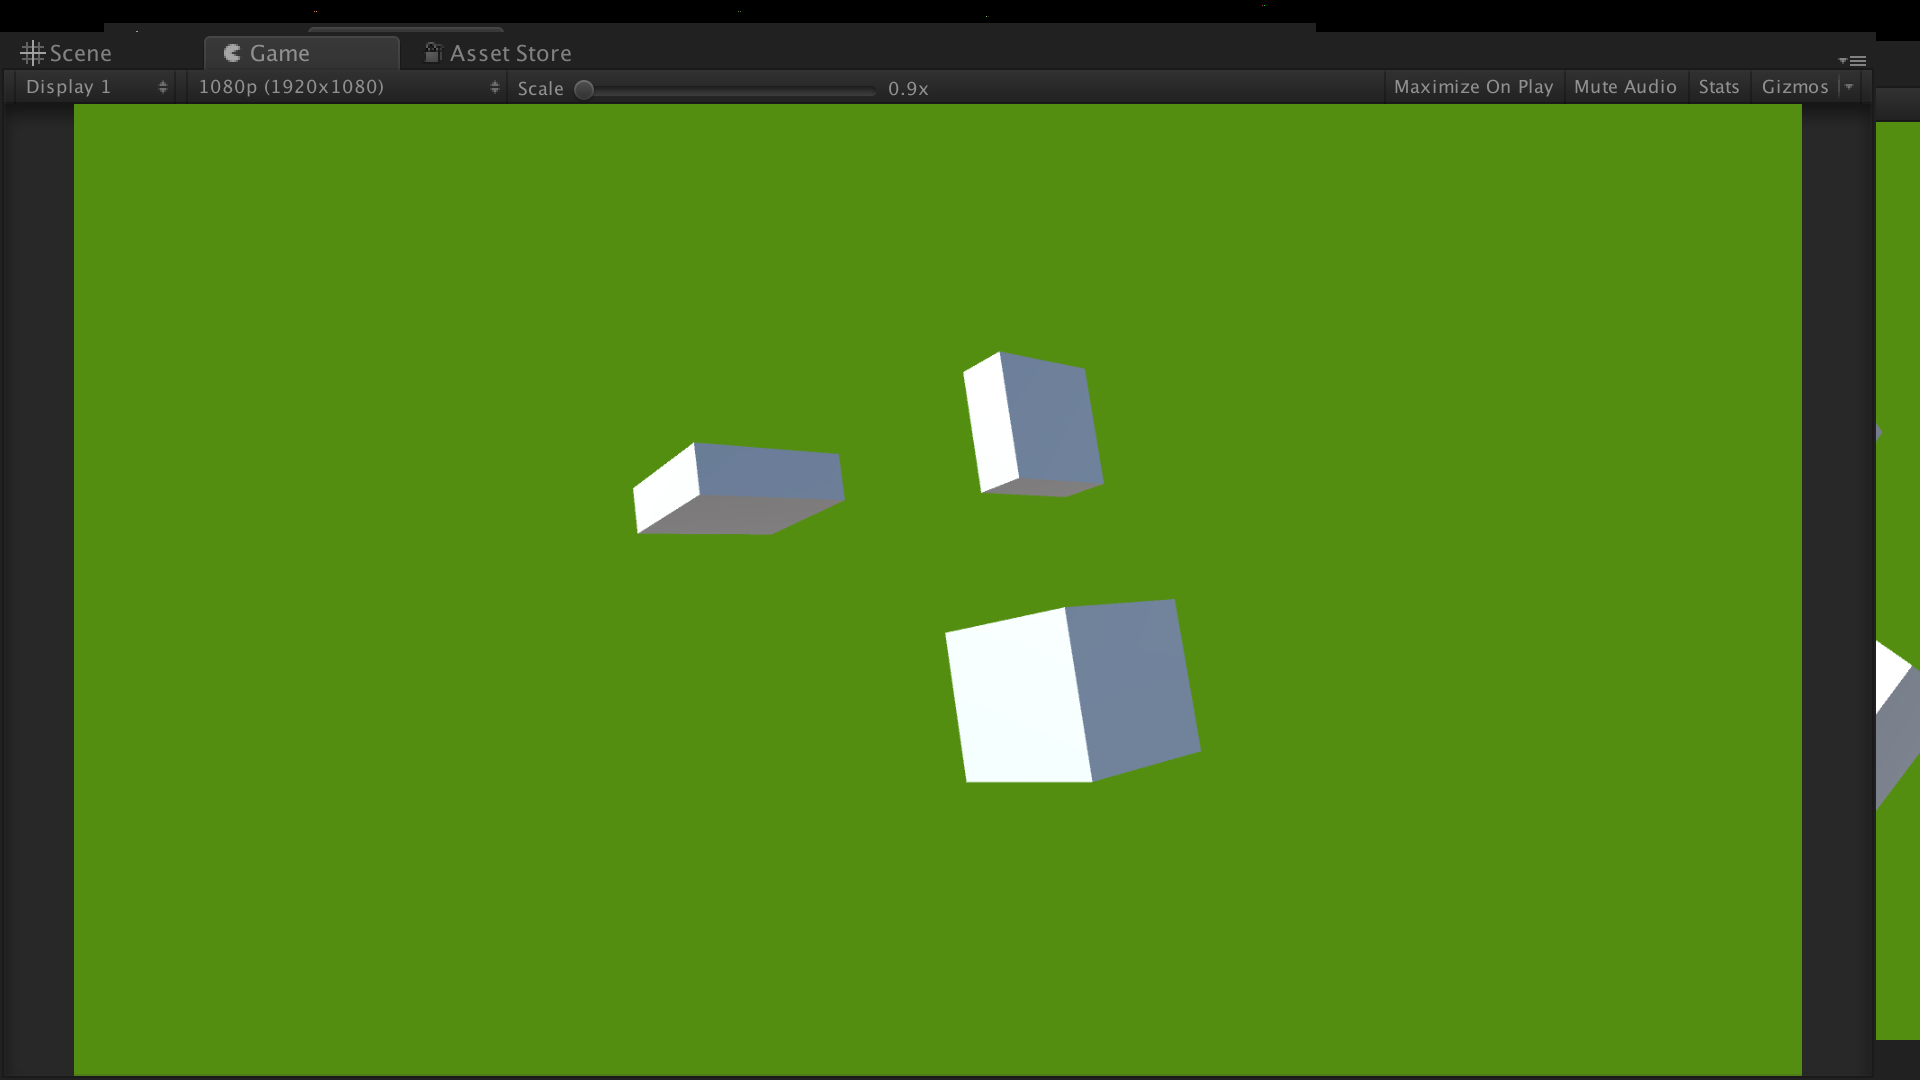 Scene Game Asset Store
Display 1 1080p (1920x1080) Scale 0.9x Maximize On Play Mute Audio Stats Gizmos